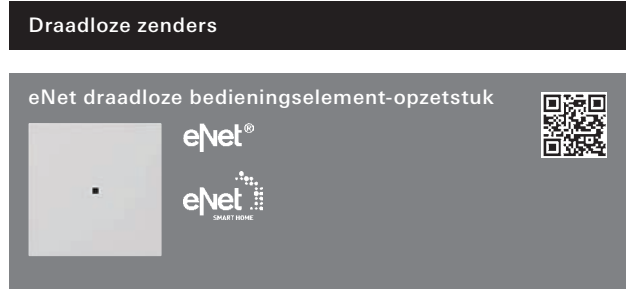 Draadloze zenders
eNet draadloze bedieningselement-opzetstuk
eNet®
eNet
SMART HOME